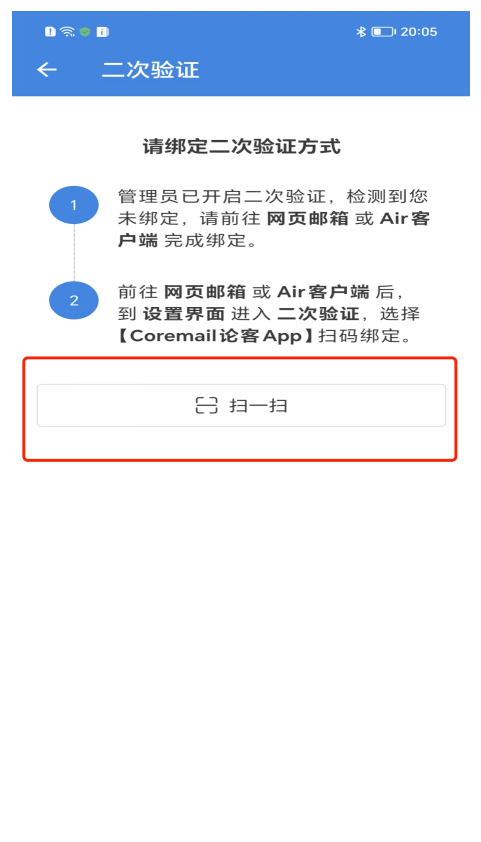 20:05
二次验证
请绑定二次验证方式
1
管理员已开启二次验证，检测到您
未绑定，请前往 网页邮箱 或 Air客
户端 完成绑定。
2
前往 网页邮箱 或 Air客户端 后，
到 设置界面 进入 二次验证，选择
【Coremail论客App】扫码绑定。
扫一扫